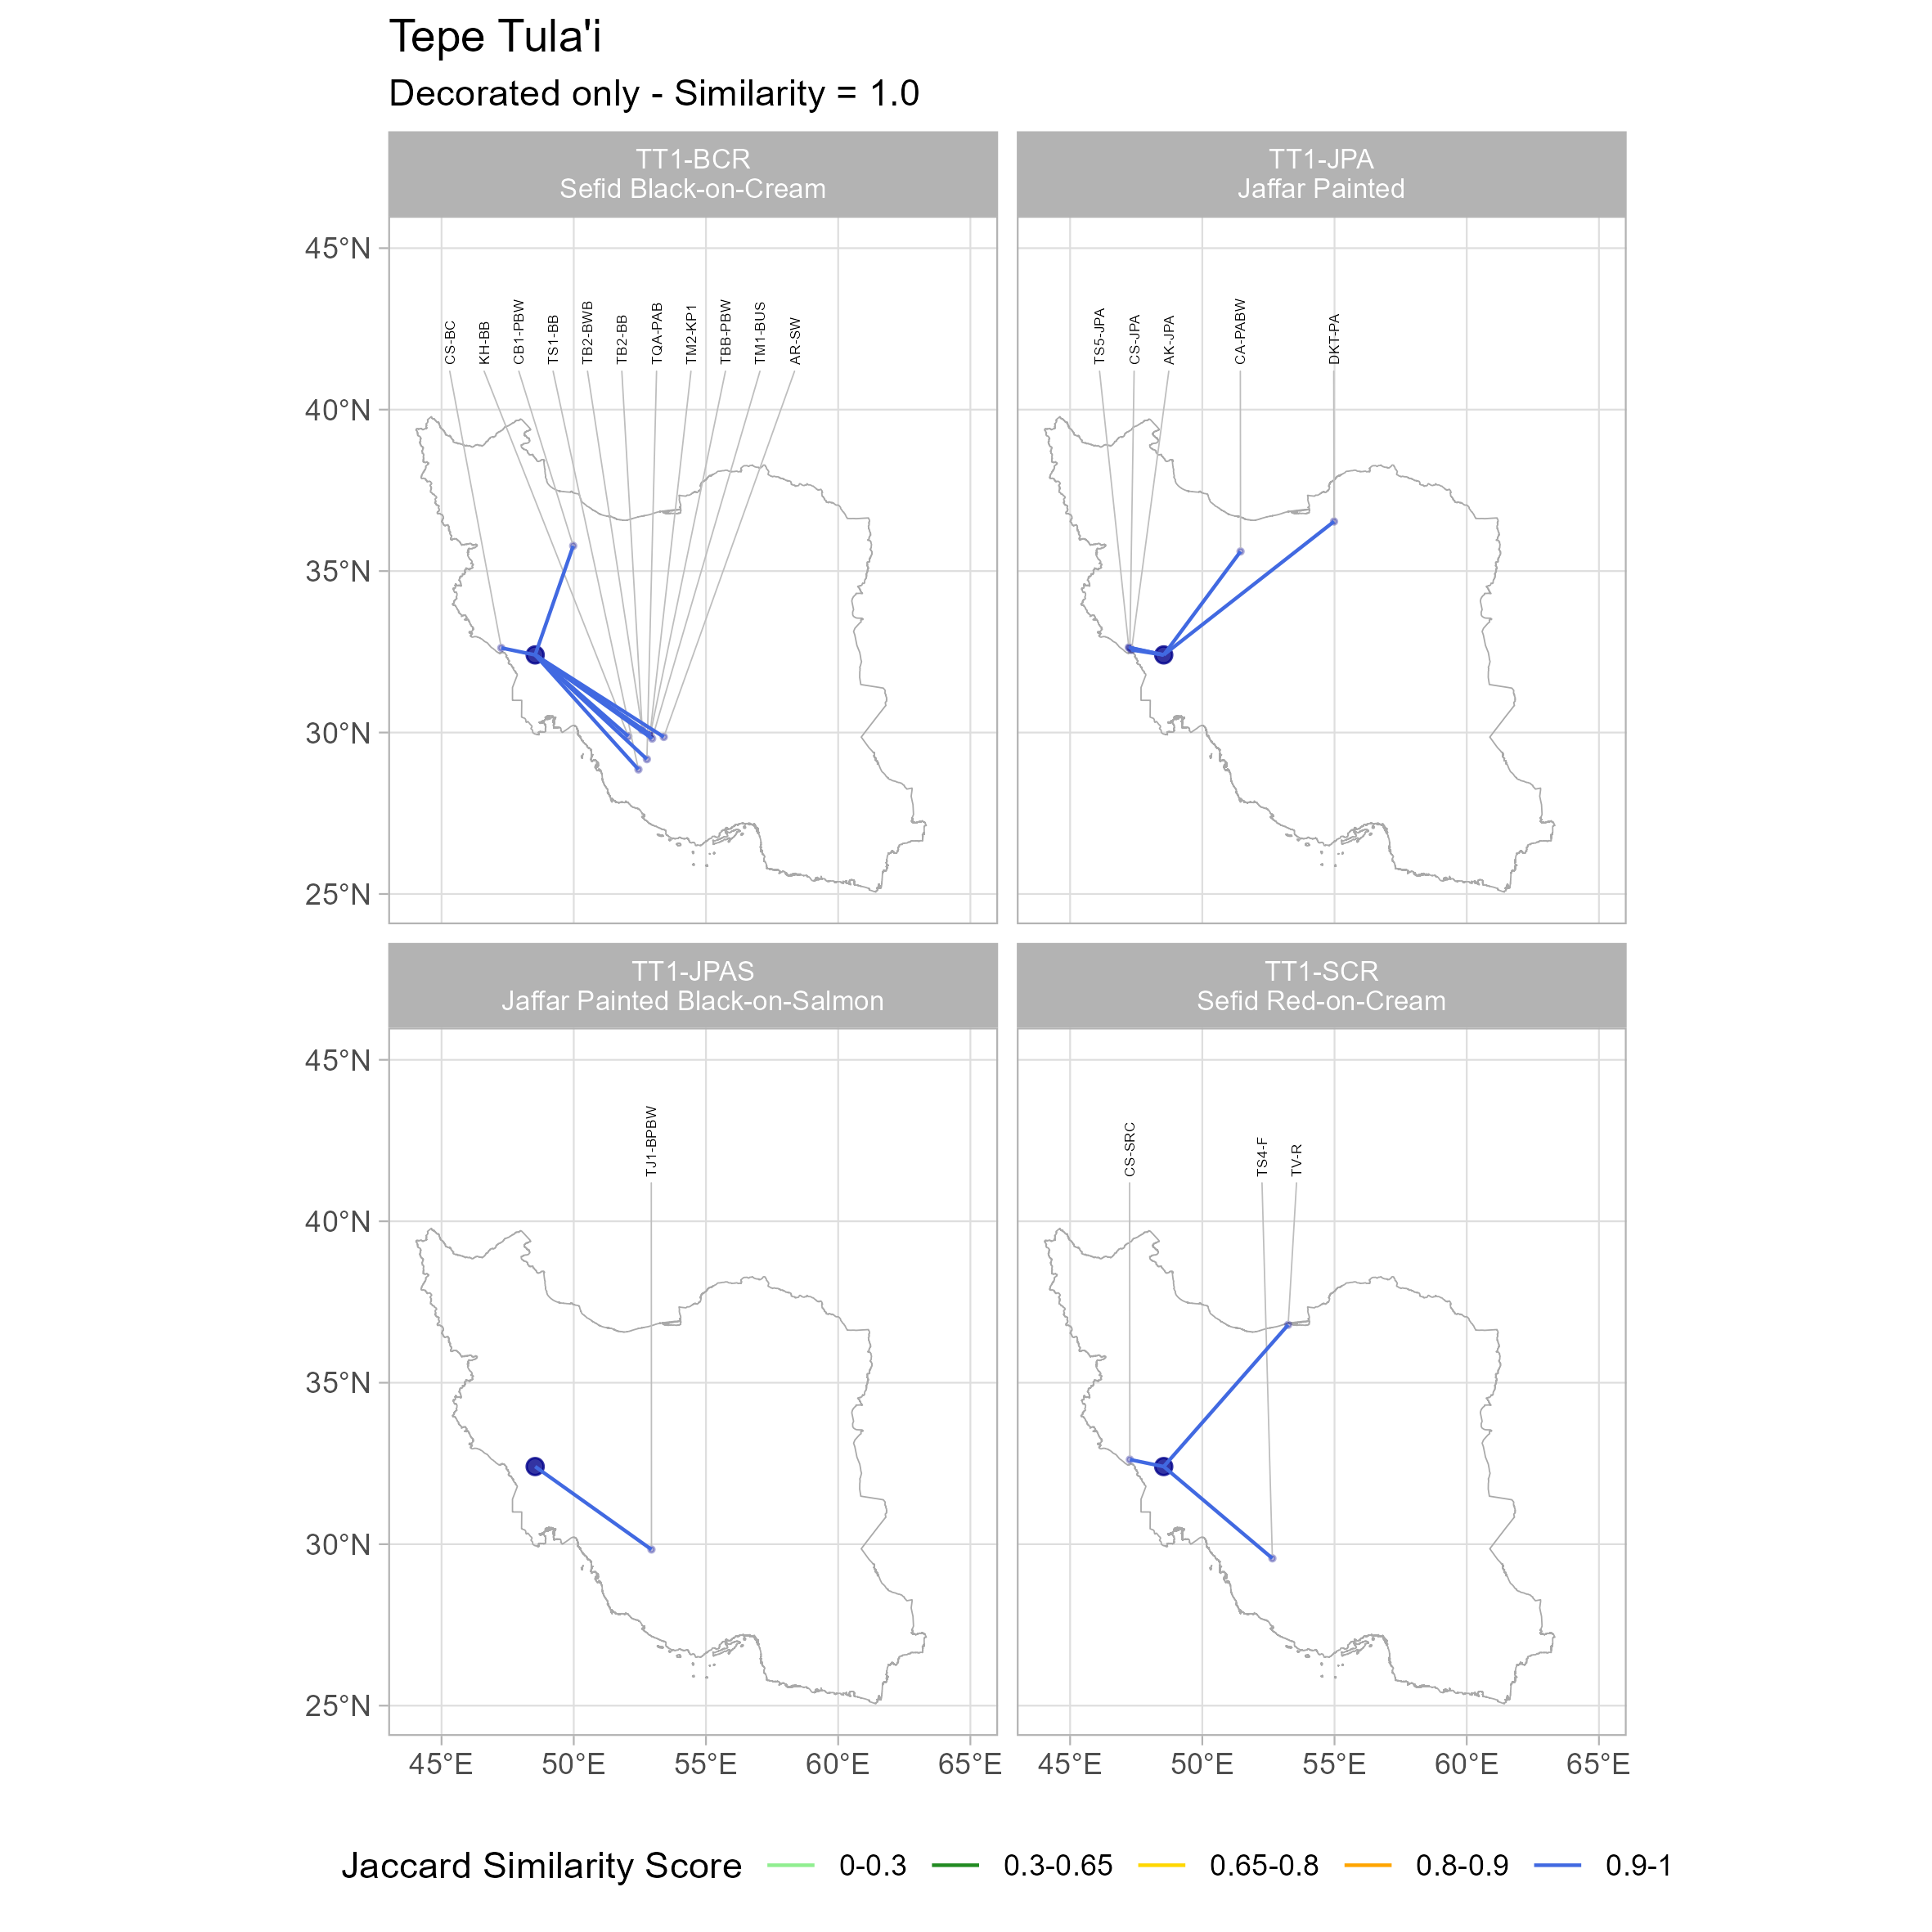 Tepe Tula'i
Decorated only - Similarity = 1.0
TT1-BCR
Sefid Black-on-Cream
TT1-JPA
Jaffar Painted
45°N
40°N
35°N
30°N
25°N
CS-BC
KH-BB
CB1-PBW
TS1-BB
TB2-BWB
TB2-BB
TQA-PAB
TM2-KP1
TBB-PBW
TM1-BUS
AR-SW
TS5-JPA
CS-JPA
AK-JPA
CA-PABW
DKT-PA
TT1-JPAS
Jaffar Painted Black-on-Salmon
TT1-SCR
Sefid Red-on-Cream
45°N
40°N
35°N
30°N
25°N
TJ1-BPBW
CS-SRC
TS4-F
TV-R
45°E 50°E 55°E 60°E 65°E
45°E 50°E 55°E 60°E 65°E
Jaccard Similarity Score 0-0.3 0.3-0.65 0.65-0.8 0.8-0.9 0.9-1